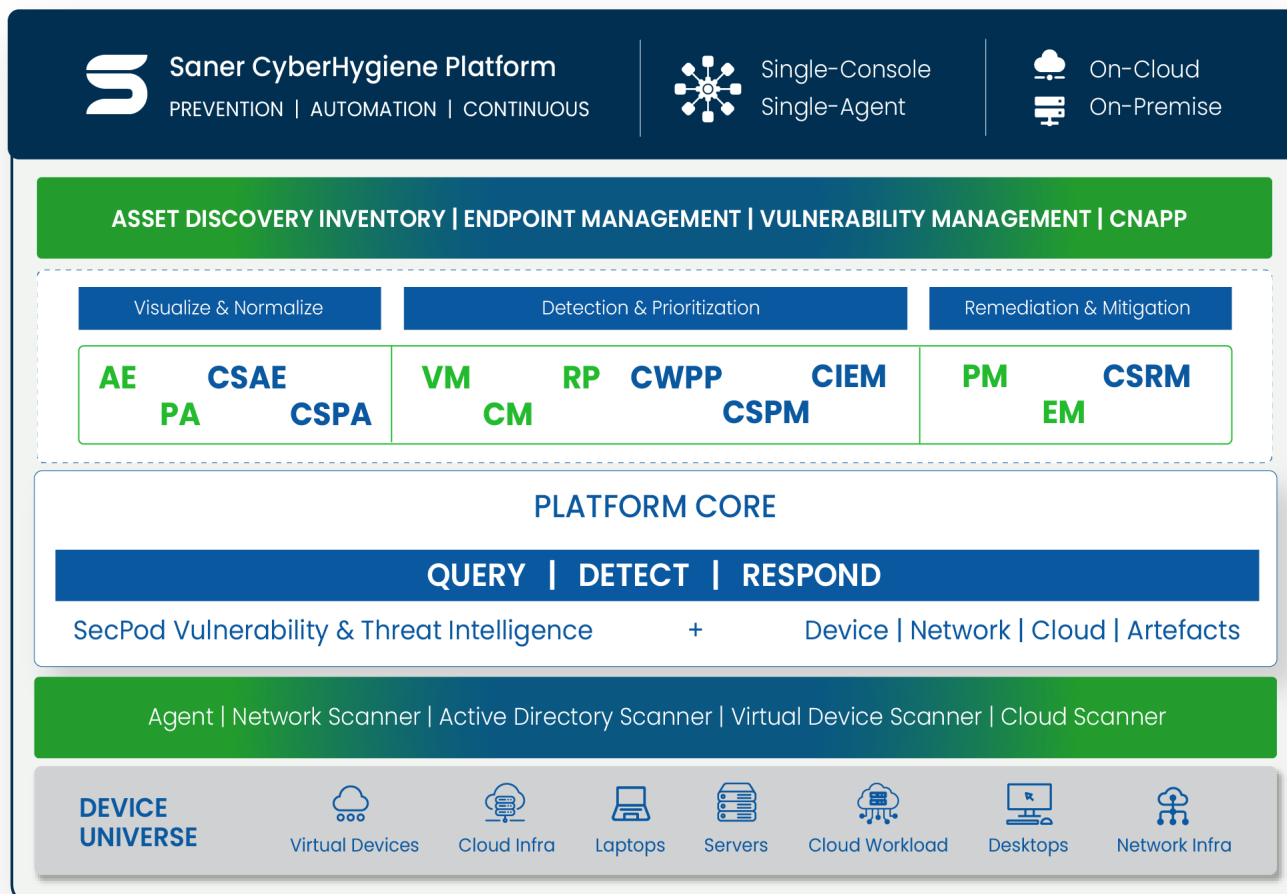 Saner CyberHygiene Platform
PREVENTION | AUTOMATION | CONTINUOUS
Single-Console
Single-Agent
On-Cloud
On-Premise
ASSET DISCOVERY INVENTORY | ENDPOINT MANAGEMENT | VULNERABILITY MANAGEMENT | CNAPP
Visualize & Normalize
Detection & Prioritization
Remediation & Mitigation
AE CSAE
PA CSPA
VM RP CWPP CIEM
CM CSPM
PM CSRM
EM
PLATFORM CORE
QUERY | DETECT | RESPOND
SecPod Vulnerability & Threat Intelligence + Device | Network | Cloud | Artefacts
Agent | Network Scanner | Active Directory Scanner | Virtual Device Scanner | Cloud Scanner
DEVICE
UNIVERSE
Virtual Devices
Cloud Infra
Laptops
Servers
Cloud Workload
Desktops
Network Infra